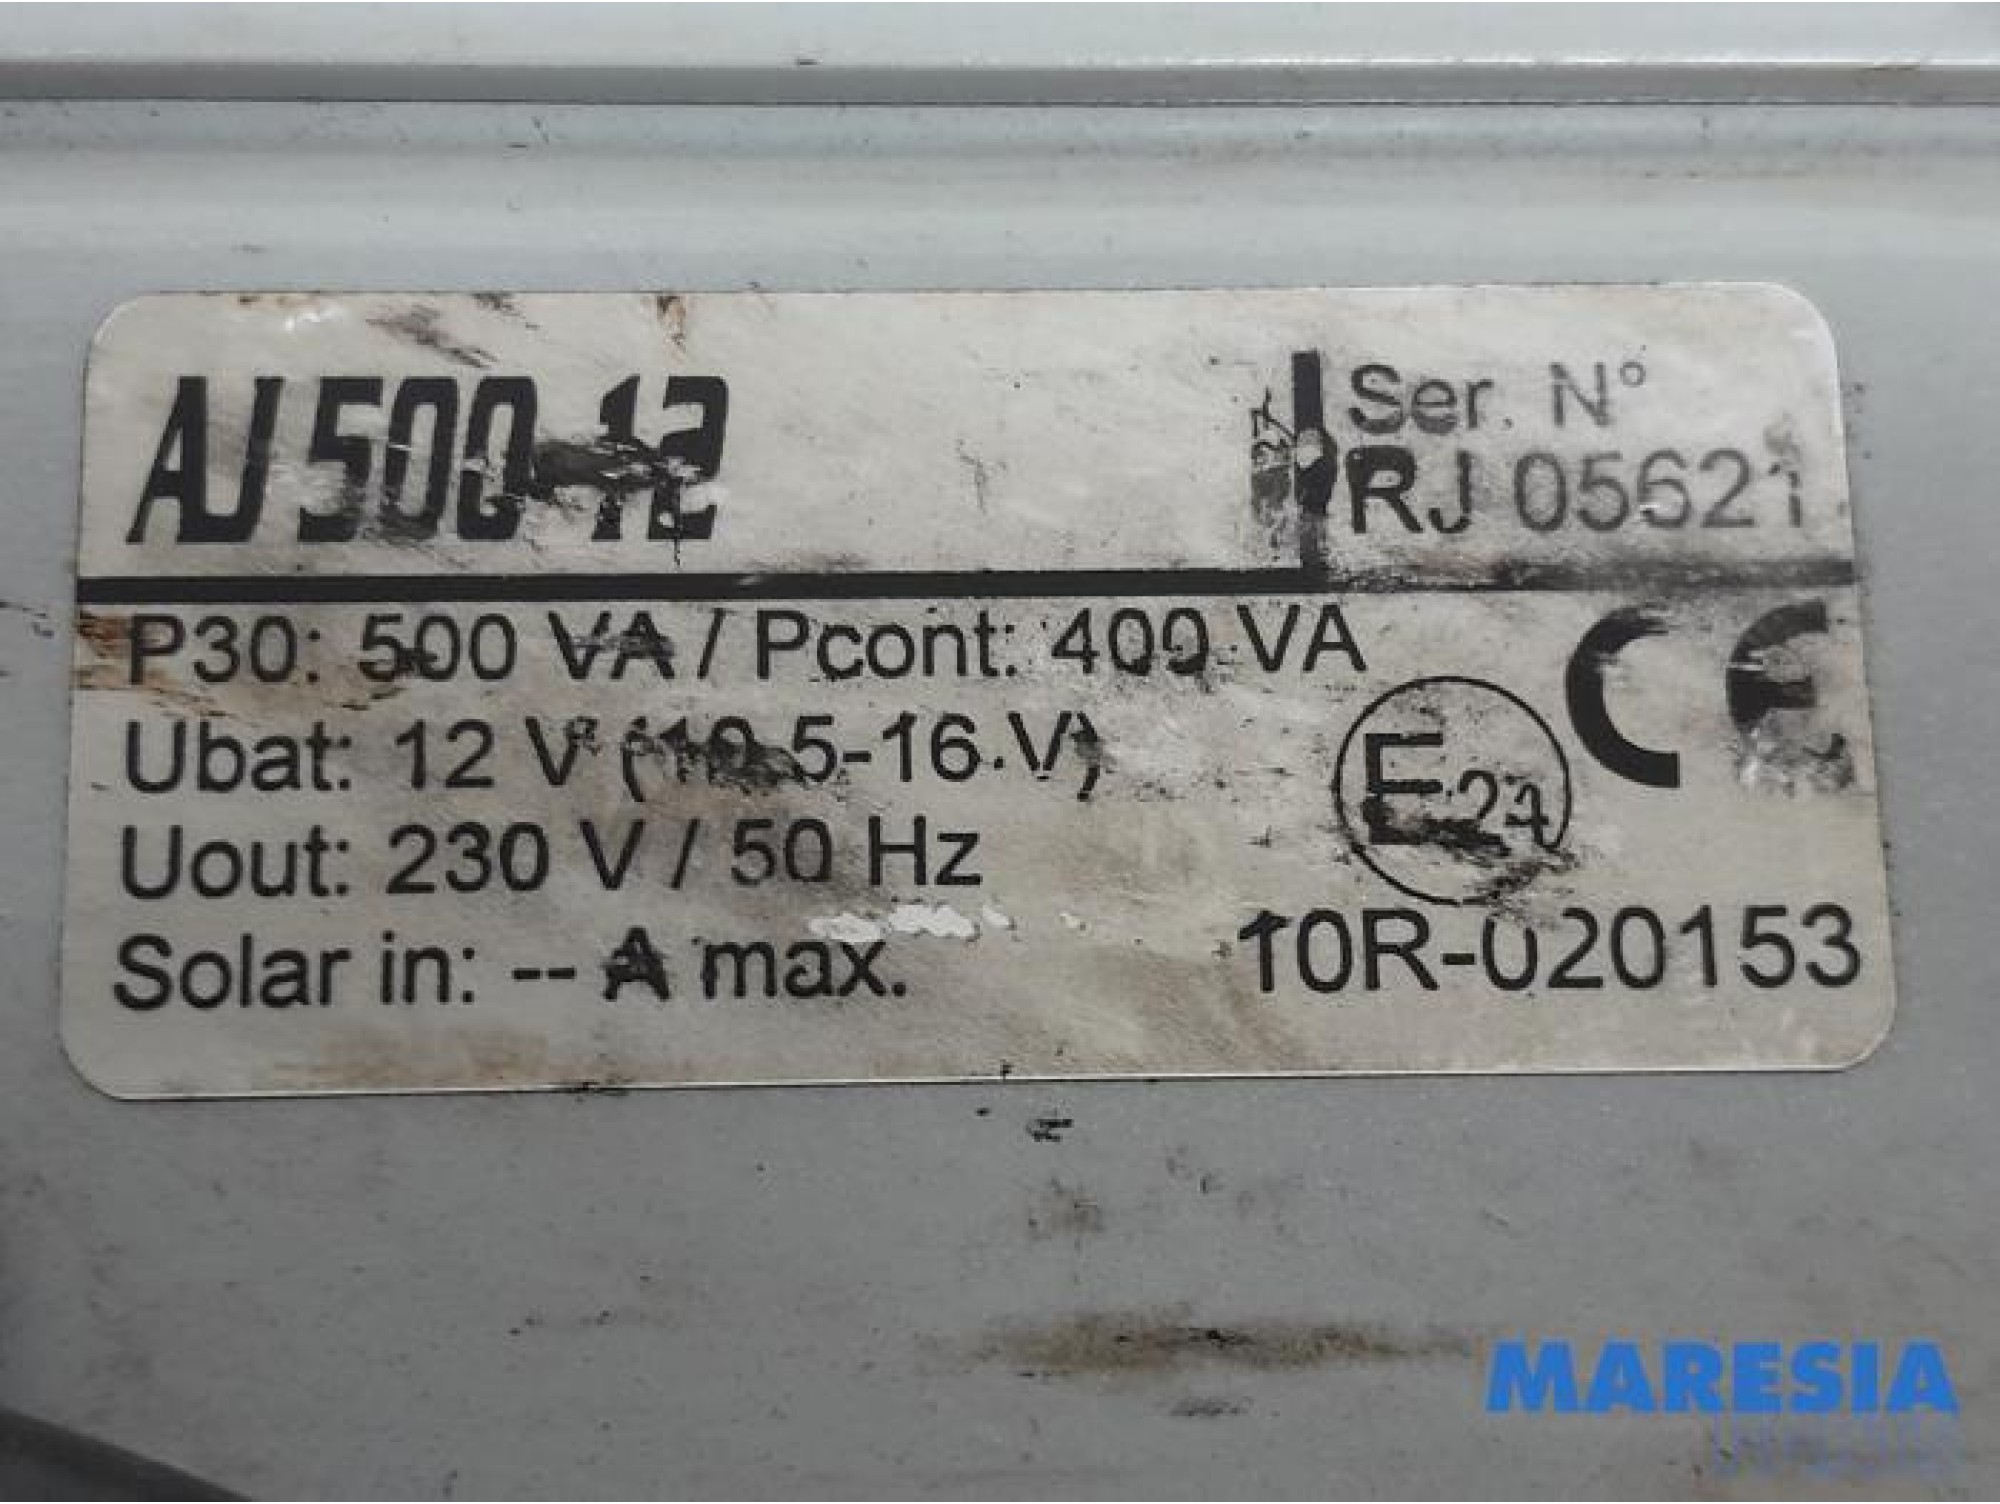 AJ 500-12
Ser. N°
RJ 05621
P30: 500 VA / Pcont: 400 VA
Ubat: 12 V (10.5-16 V)
CE
E
Uout: 230 V / 50 Hz
Solar in: -- A max.
10R-020153
MARESIA